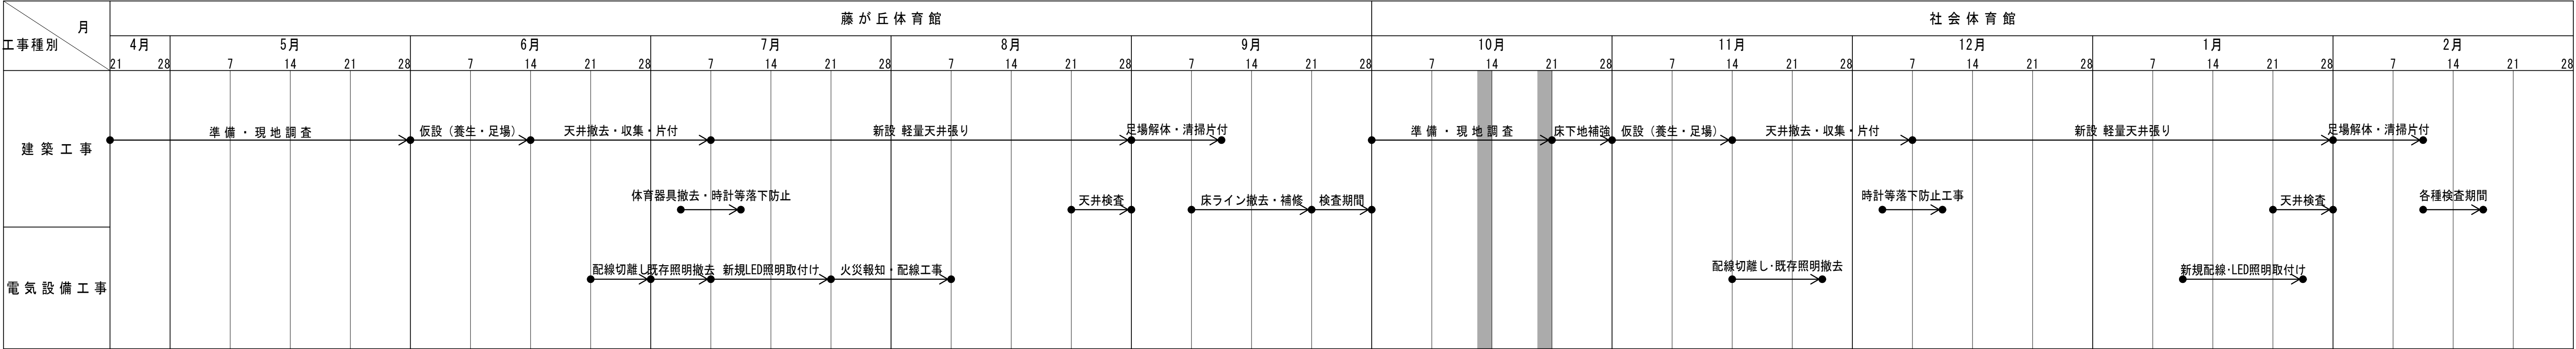 月
工事種別
藤が丘体育館
社会体育館
4月 5月 6月 7月 8月 9月 10月 11月 12月 1月 2月
21 28 7 14 21 28 7 14 21 28 7 14 21 28 7 14 21 28 7 14 21 28 7 14 21 28 7 14 21 28 7 14 21 28 7 14 21 28 7 14 21 28
建築工事
準備・現地調査
仮設（養生・足場）
天井撤去・収集・片付
新設 軽量天井張り
足場解体・清掃片付
準備・現地調査
床下地補強
仮設（養生・足場）
天井撤去・収集・片付
新設 軽量天井張り
足場解体・清掃片付
体育器具撤去・時計等落下防止
天井検査
床ライン撤去・補修
検査期間
時計等落下防止工事
天井検査
各種検査期間
電気設備工事
配線切離し
既存照明撤去
新規LED照明取付け
火災報知・配線工事
配線切離し・既存照明撤去
新規配線・LED照明取付け